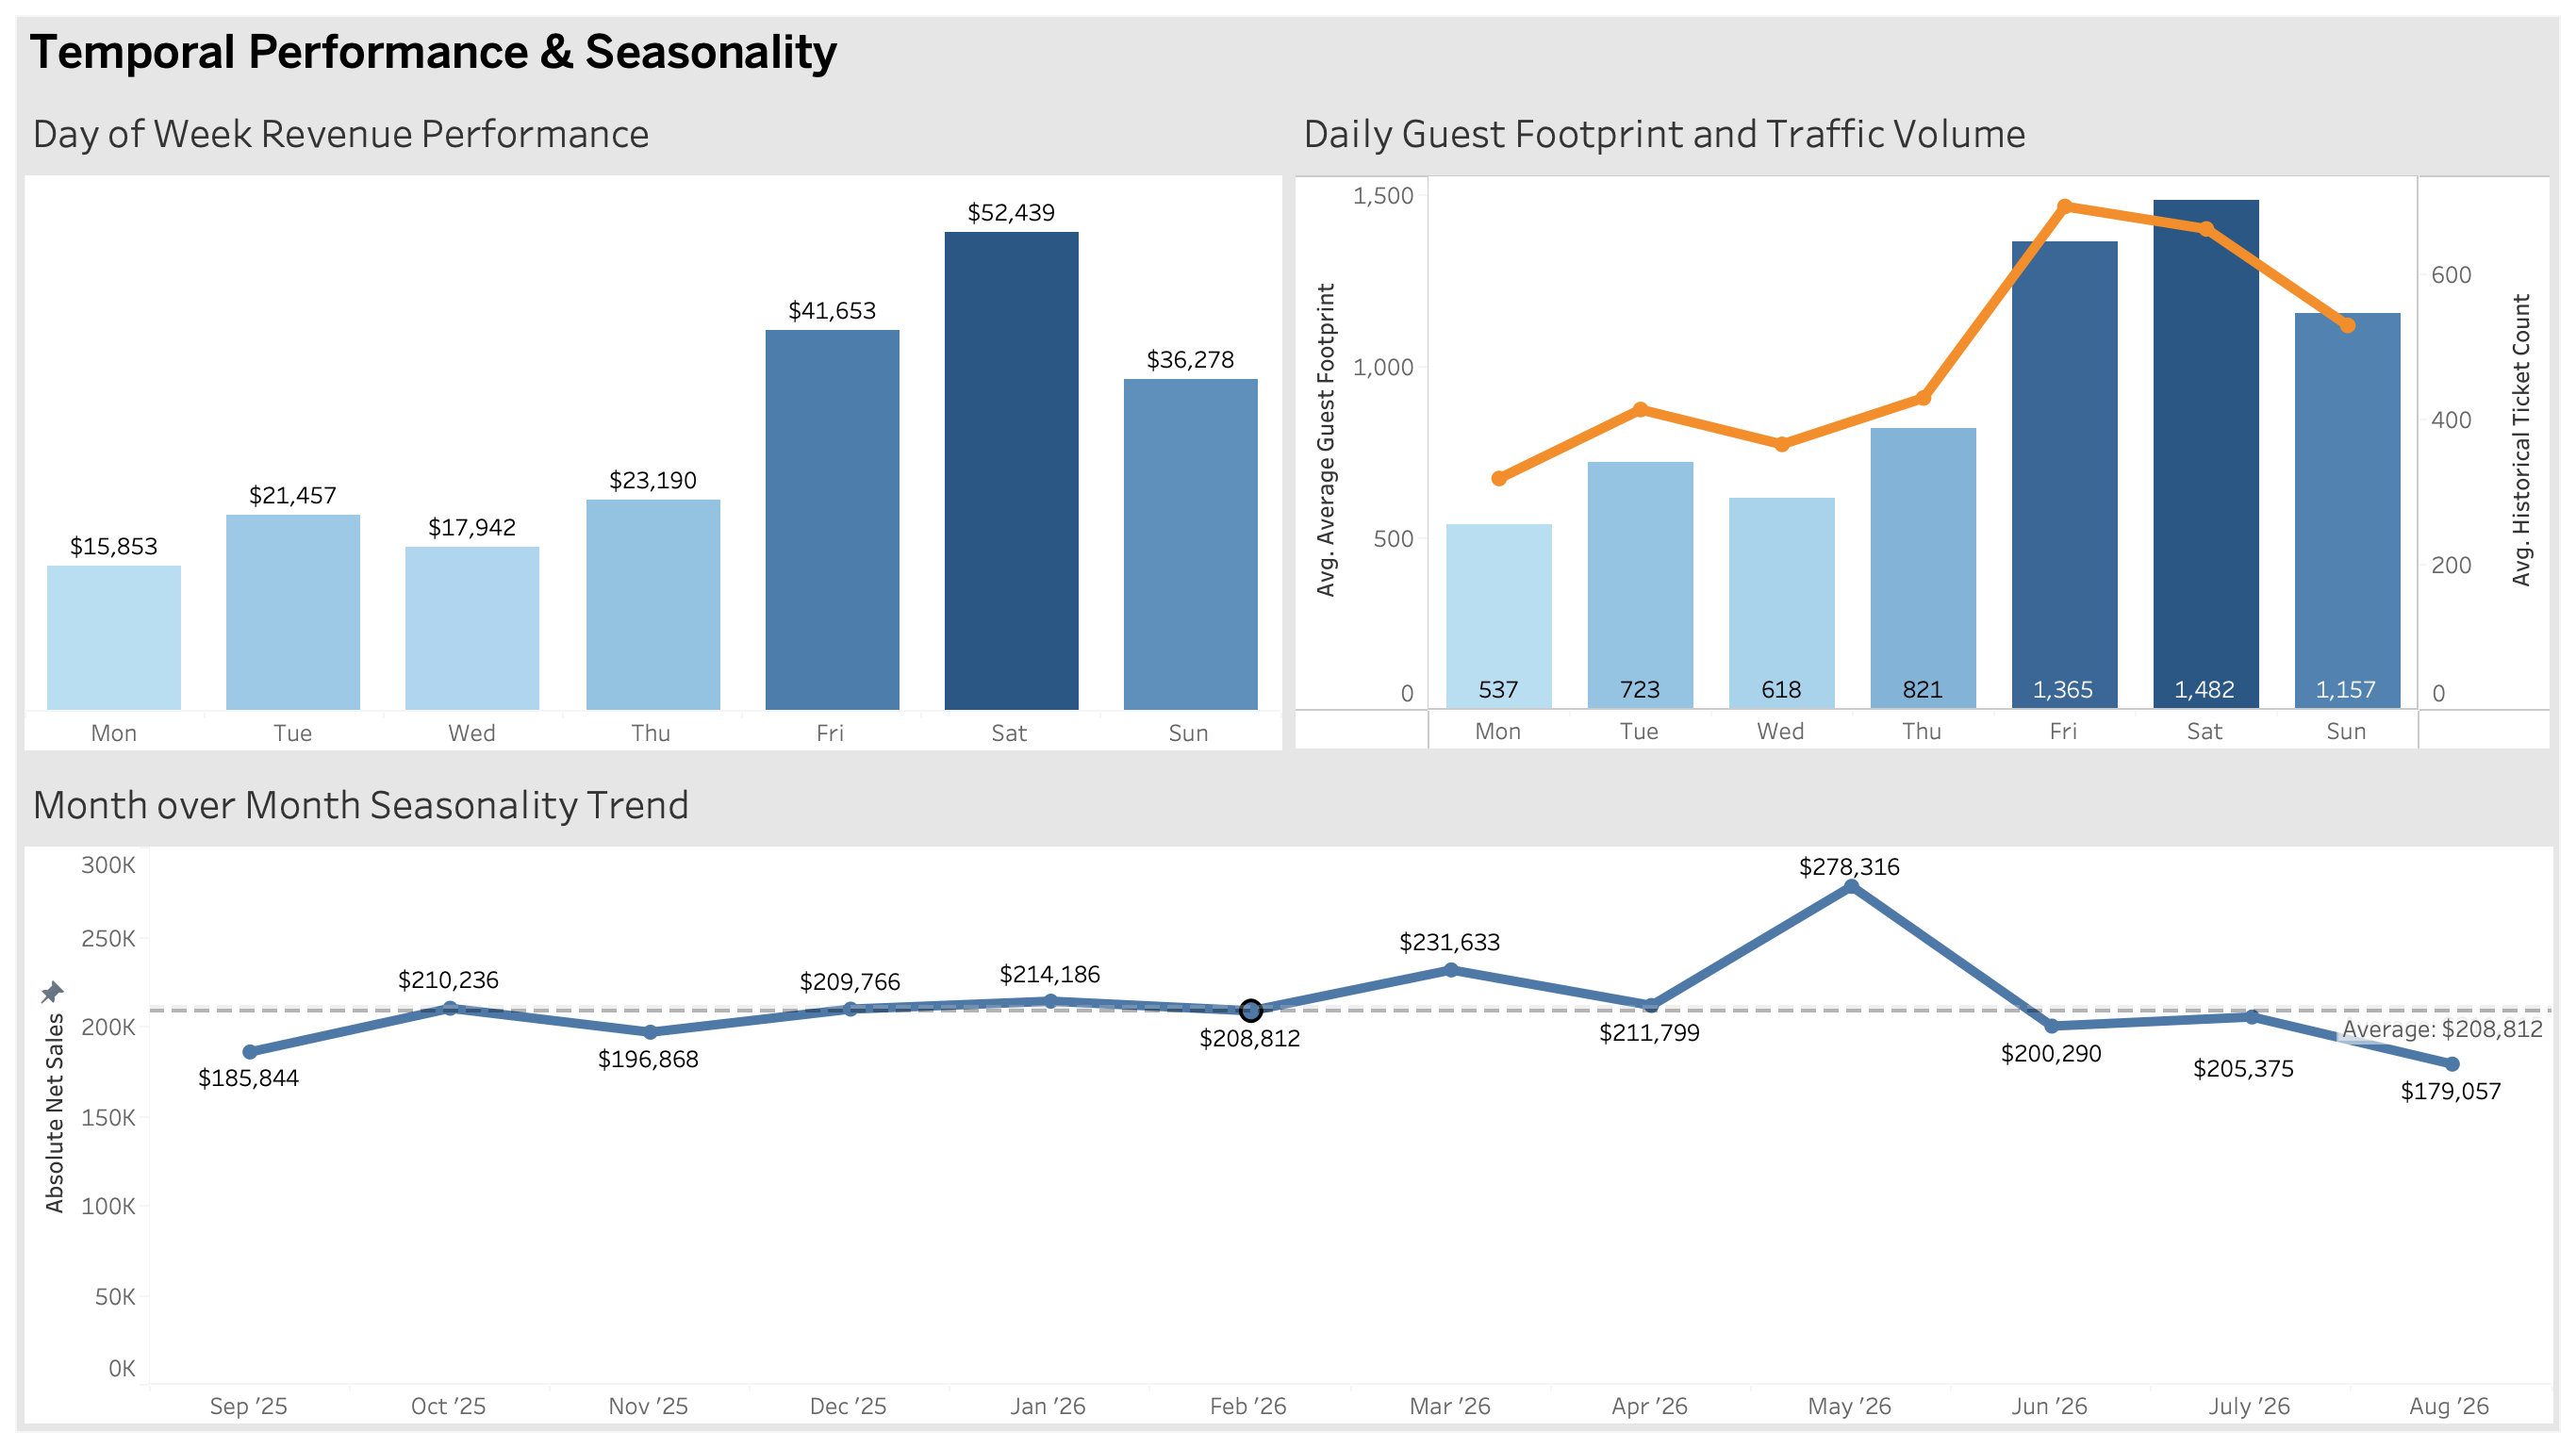 Temporal Performance & Seasonality
Day of Week Revenue Performance
$15,853
$21,457
$17,942
$23,190
$41,653
$52,439
$36,278
Mon Tue Wed Thu Fri Sat Sun
Daily Guest Footprint and Traffic Volume
Avg. Average Guest Footprint
1,500
1,000
500
0
537 723 618 821 1,365 1,482 1,157
Mon Tue Wed Thu Fri Sat Sun
600
400
200
0
Avg. Historical Ticket Count
Month over Month Seasonality Trend
Absolute Net Sales
300K
250K
200K
150K
100K
50K
0K
$185,844
$210,236
$196,868
$209,766
$214,186
$208,812
$231,633
$211,799
$278,316
$200,290
$205,375
$179,057
Average: $208,812
Sep '25 Oct '25 Nov '25 Dec '25 Jan '26 Feb '26 Mar '26 Apr '26 May '26 Jun '26 July '26 Aug '26